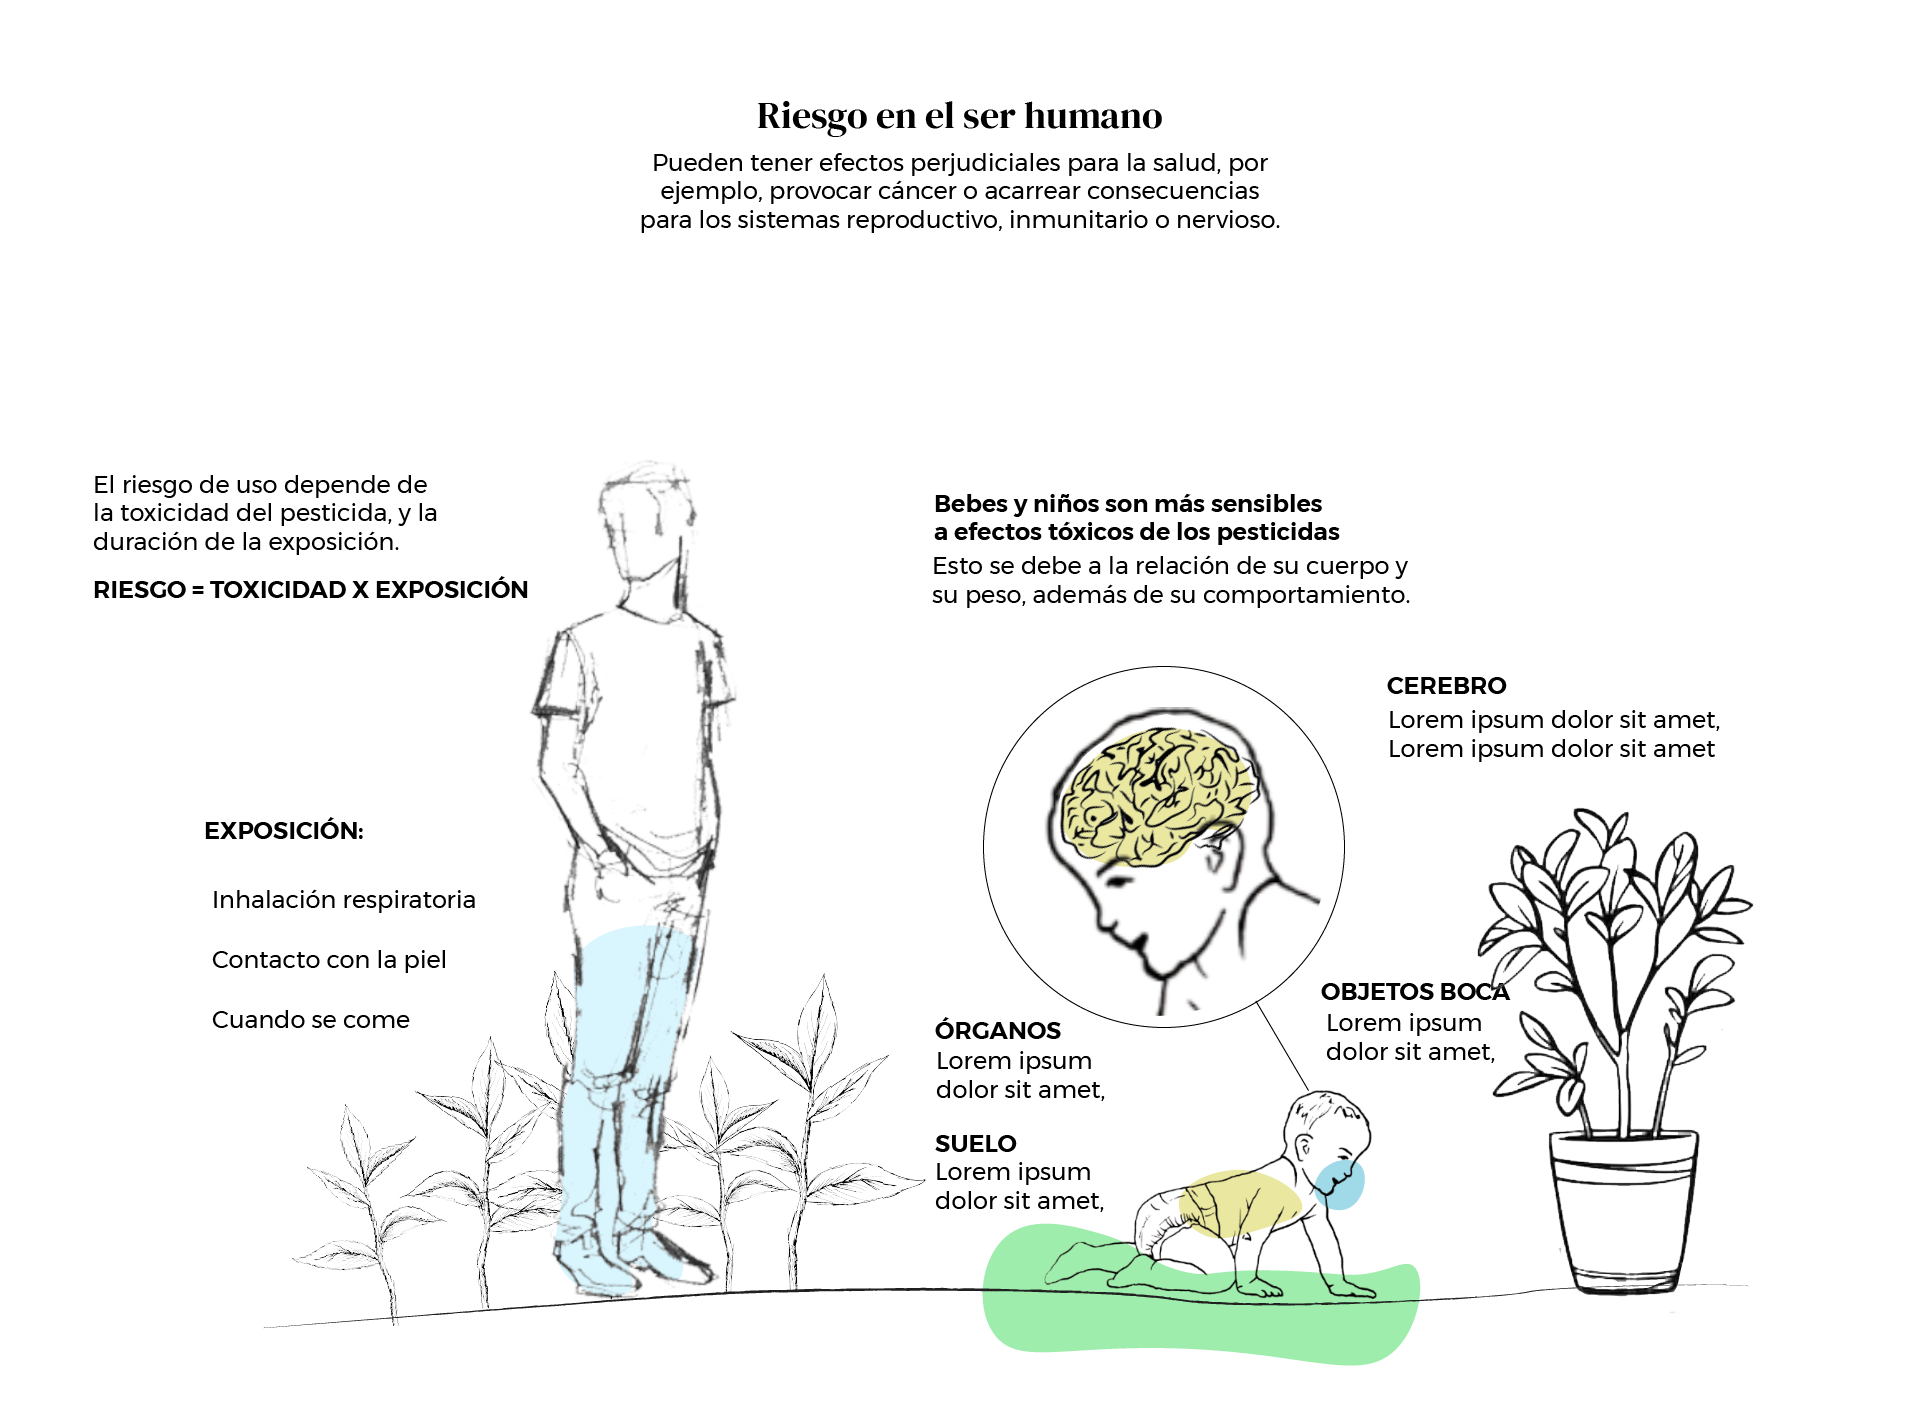 Riesgo en el ser humano
Pueden tener efectos perjudiciales para la salud, por
ejemplo, provocar cáncer o acarrear consecuencias
para los sistemas reproductivo, inmunitario o nervioso.
El riesgo de uso depende de
la toxicidad del pesticida, y la
duración de la exposición.
RIESGO = TOXICIDAD X EXPOSICIÓN
EXPOSICIÓN:
Inhalación respiratoria
Contacto con la piel
Cuando se come
Bebes y niños son más sensibles
a efectos tóxicos de los pesticidas
Esto se debe a la relación de su cuerpo y
su peso, además de su comportamiento.
CEREBRO
Lorem ipsum dolor sit amet,
Lorem ipsum dolor sit amet
OBJETOS BOCA
Lorem ipsum
dolor sit amet,
ÓRGANOS
Lorem ipsum
dolor sit amet,
SUELO
Lorem ipsum
dolor sit amet,